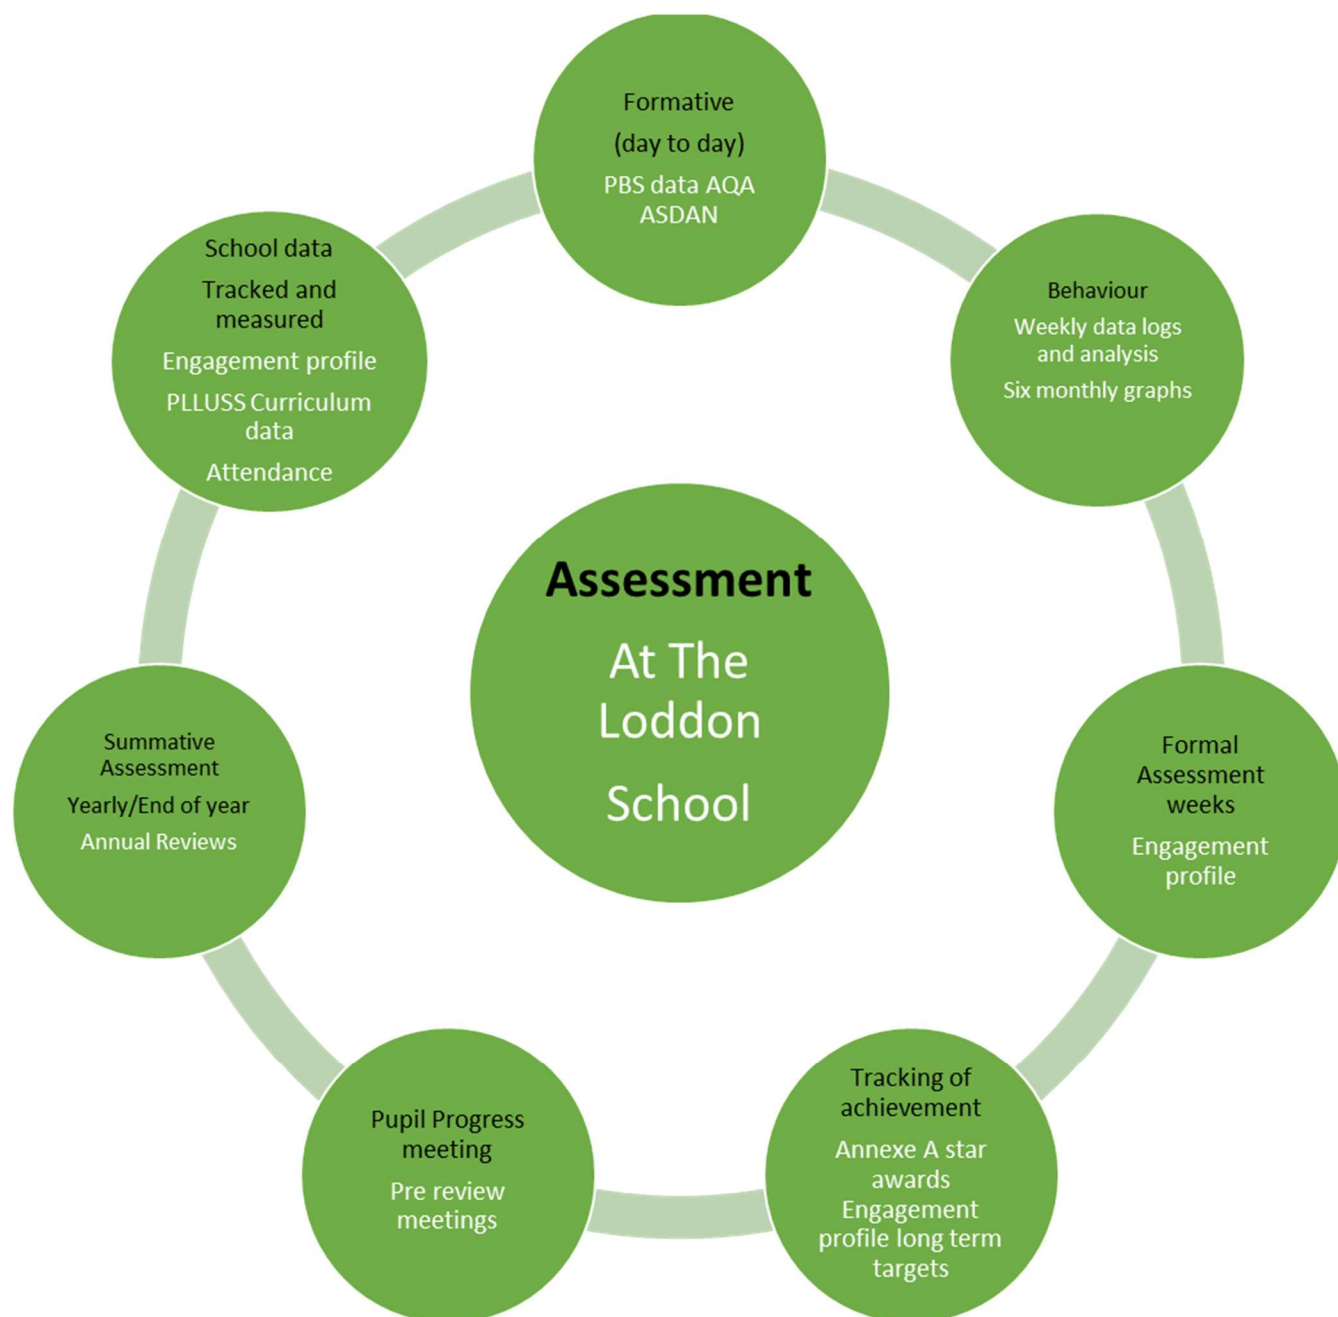 Formative
(day to day)
PBS data AQA
ASDAN
Behaviour
Weekly data logs
and analysis
Six monthly graphs
Formal
Assessment
weeks
Engagement
profile
Tracking of
achievement
Annexe A star
awards
Engagement
profile long term
targets
Pupil Progress
meeting
Pre review
meetings
Summative
Assessment
Yearly/End of year
Annual Reviews
School data
Tracked and
measured
Engagement profile
PLLUSS Curriculum
data
Attendance
Assessment
At The
Loddon
School